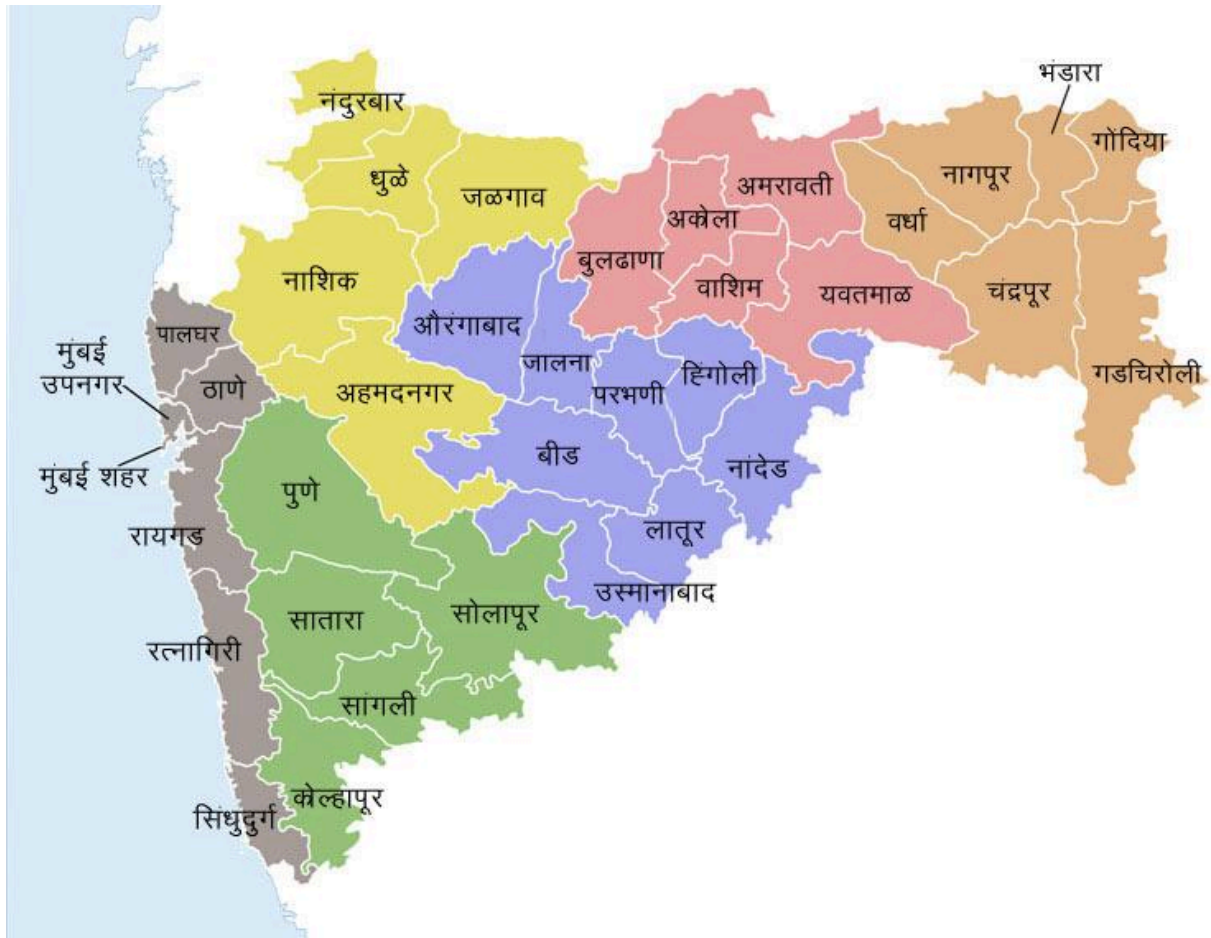 भंडारा
नंदुरबार
गोंदिया
नागपूर
धुळे
अमरावती
जळगाव
अकोला
वर्धा
बुलढाणा
नाशिक
वाशिम
यवतमाळ
चंद्रपूर
औरंगाबाद
पालघर
मुंबई
उपनगर
जालना
हिंगोली
गडचिरोली
ठाणे
अहमदनगर
परभणी
बीड
नांदेड
मुंबई शहर
पुणे
लातूर
रायगड
उस्मानाबाद
सातारा
सोलापूर
रत्नागिरी
सांगली
कोल्हापूर
सिंधुदुर्ग